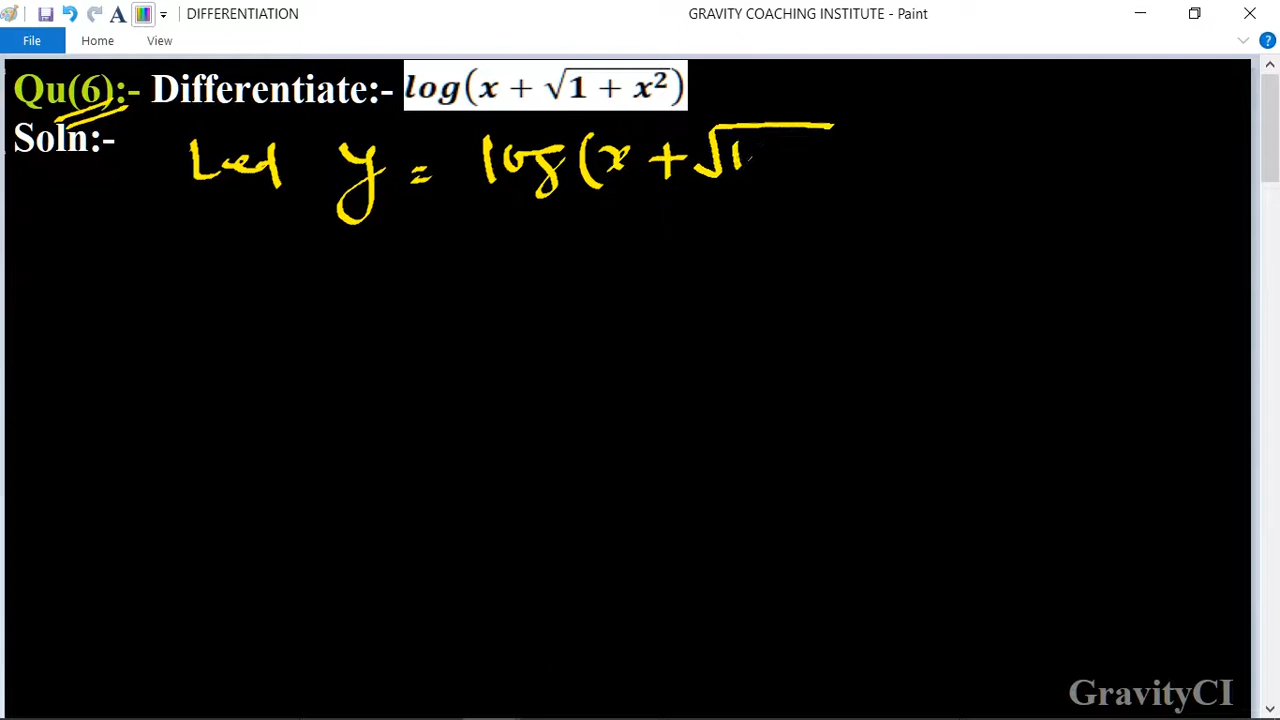 DIFFERENTIATION
GRAVITY COACHING INSTITUTE - Paint
File Home View
Qu(6):- Differentiate:- log(x + √(1 + x²))
Soln:- Let y = log(x + √1
GravityCI